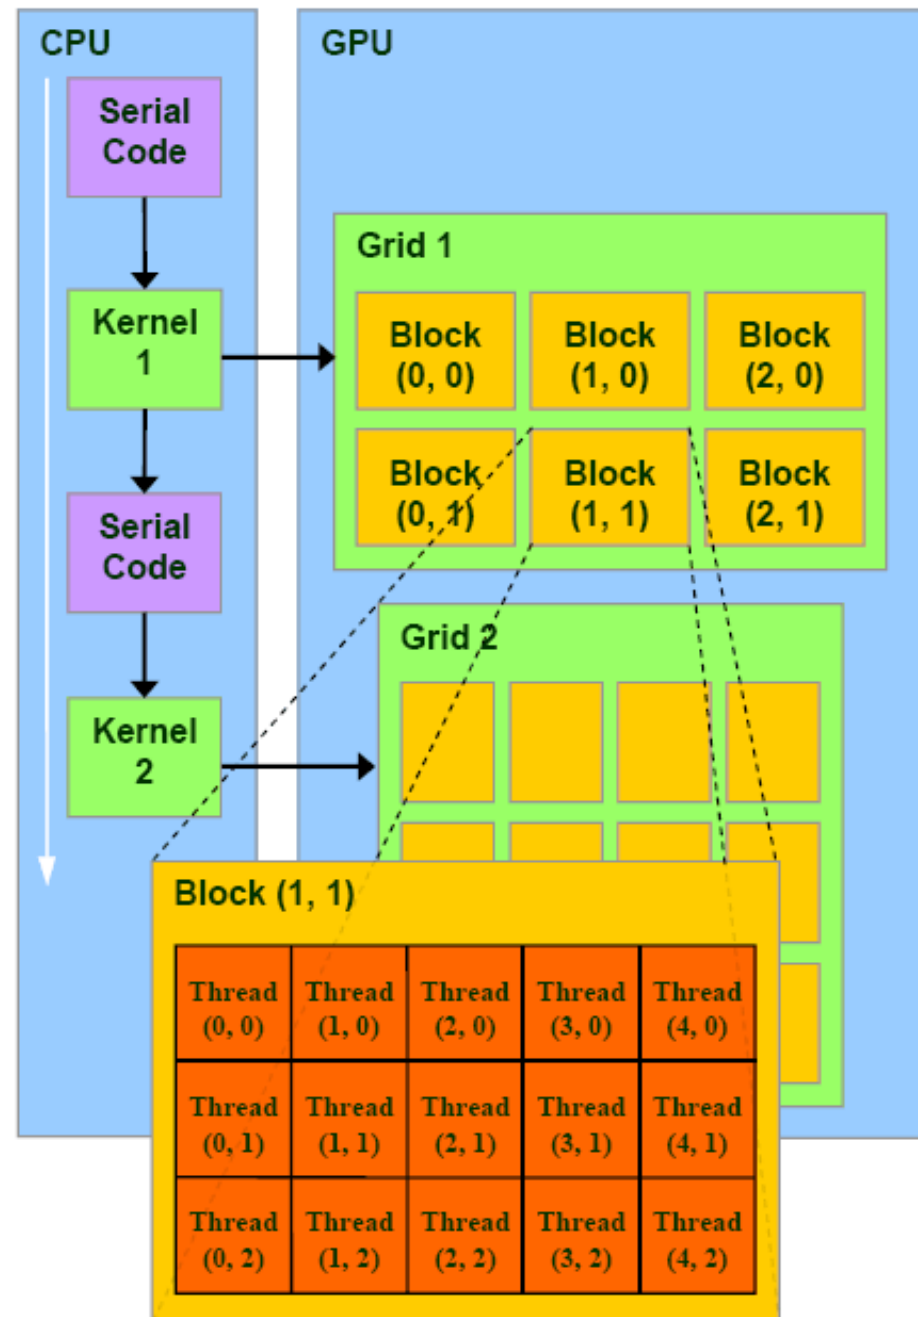 CPU
Serial
Code
Kernel
1
Serial
Code
Kernel
2
GPU
Grid 1
Block
(0, 0)
Block
(1, 0)
Block
(2, 0)
Block
(0, 1)
Block
(1, 1)
Block
(2, 1)
Grid 2
Block (1, 1)
Thread
(0, 0)
Thread
(1, 0)
Thread
(2, 0)
Thread
(3, 0)
Thread
(4, 0)
Thread
(0, 1)
Thread
(1, 1)
Thread
(2, 1)
Thread
(3, 1)
Thread
(4, 1)
Thread
(0, 2)
Thread
(1, 2)
Thread
(2, 2)
Thread
(3, 2)
Thread
(4, 2)